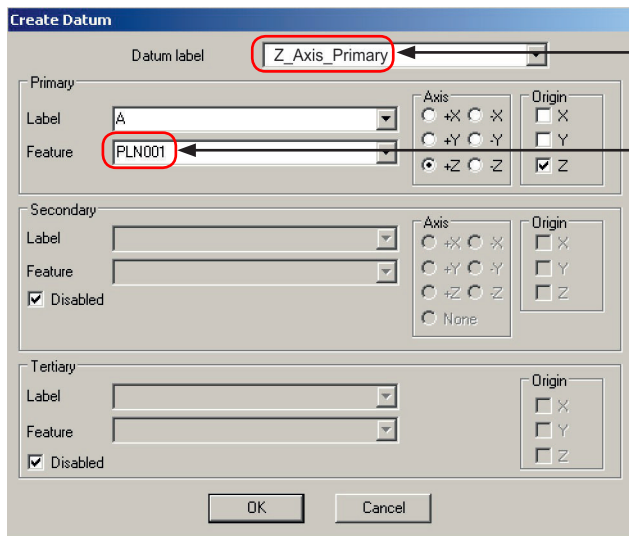 Create Datum
Datum label Z_Axis_Primary
Primary
Axis Origin
Label A +X -X X
Feature PLN001 +Y -Y Y
+Z -Z Z
Secondary
Axis Origin
Label +X -X X
Feature +Y -Y Y
Disabled +Z -Z Z
None
Tertiary
Origin
Label X
Feature Y
Disabled Z
OK Cancel